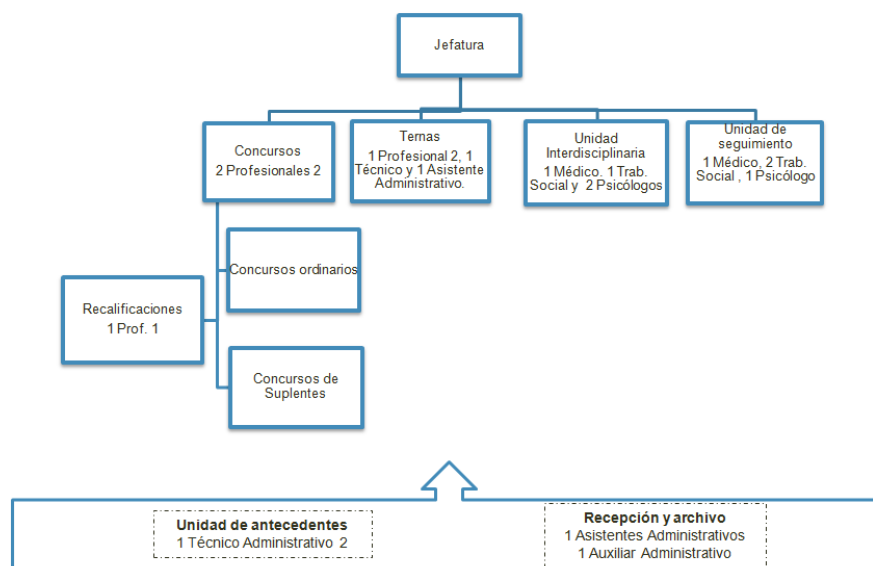 Jefatura
Concursos
2 Profesionales 2
Ternas
1 Profesional 2, 1
Técnico y 1 Asistente
Administrativo.
Unidad
Interdisciplinaria
1 Médico. 1 Trab.
Social y 2 Psicólogos
Unidad de
seguimiento
1 Médico, 2 Trab.
Social , 1 Psicólogo
Concursos ordinarios
Recalificaciones
1 Prof. 1
Concursos de
Suplentes
Unidad de antecedentes
1 Técnico Administrativo 2
Recepción y archivo
1 Asistentes Administrativos
1 Auxiliar Administrativo